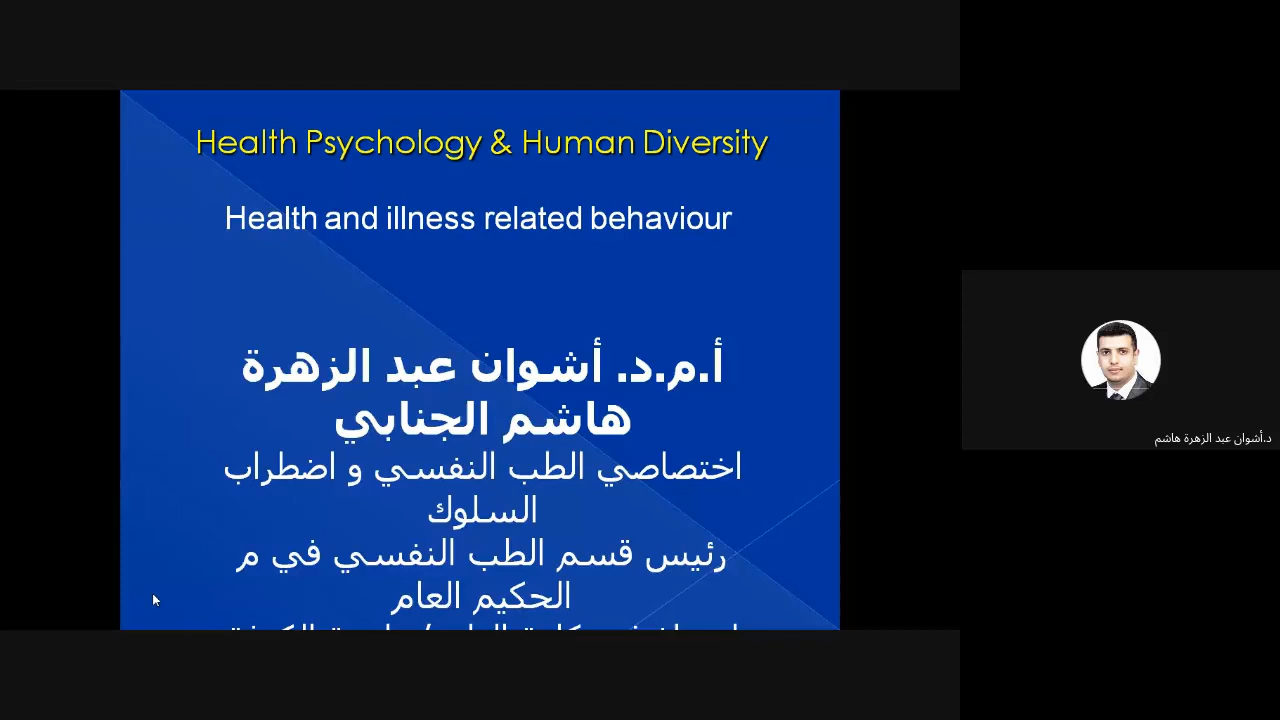 Health Psychology & Human Diversity
Health and illness related behaviour
أ.م.د. أشوان عبد الزهرة
هاشم الجنابي
اختصاصي الطب النفسي و اضطراب
السلوك
رئيس قسم الطب النفسي في م
الحكيم العام
د.أشوان عبد الزهرة هاشم